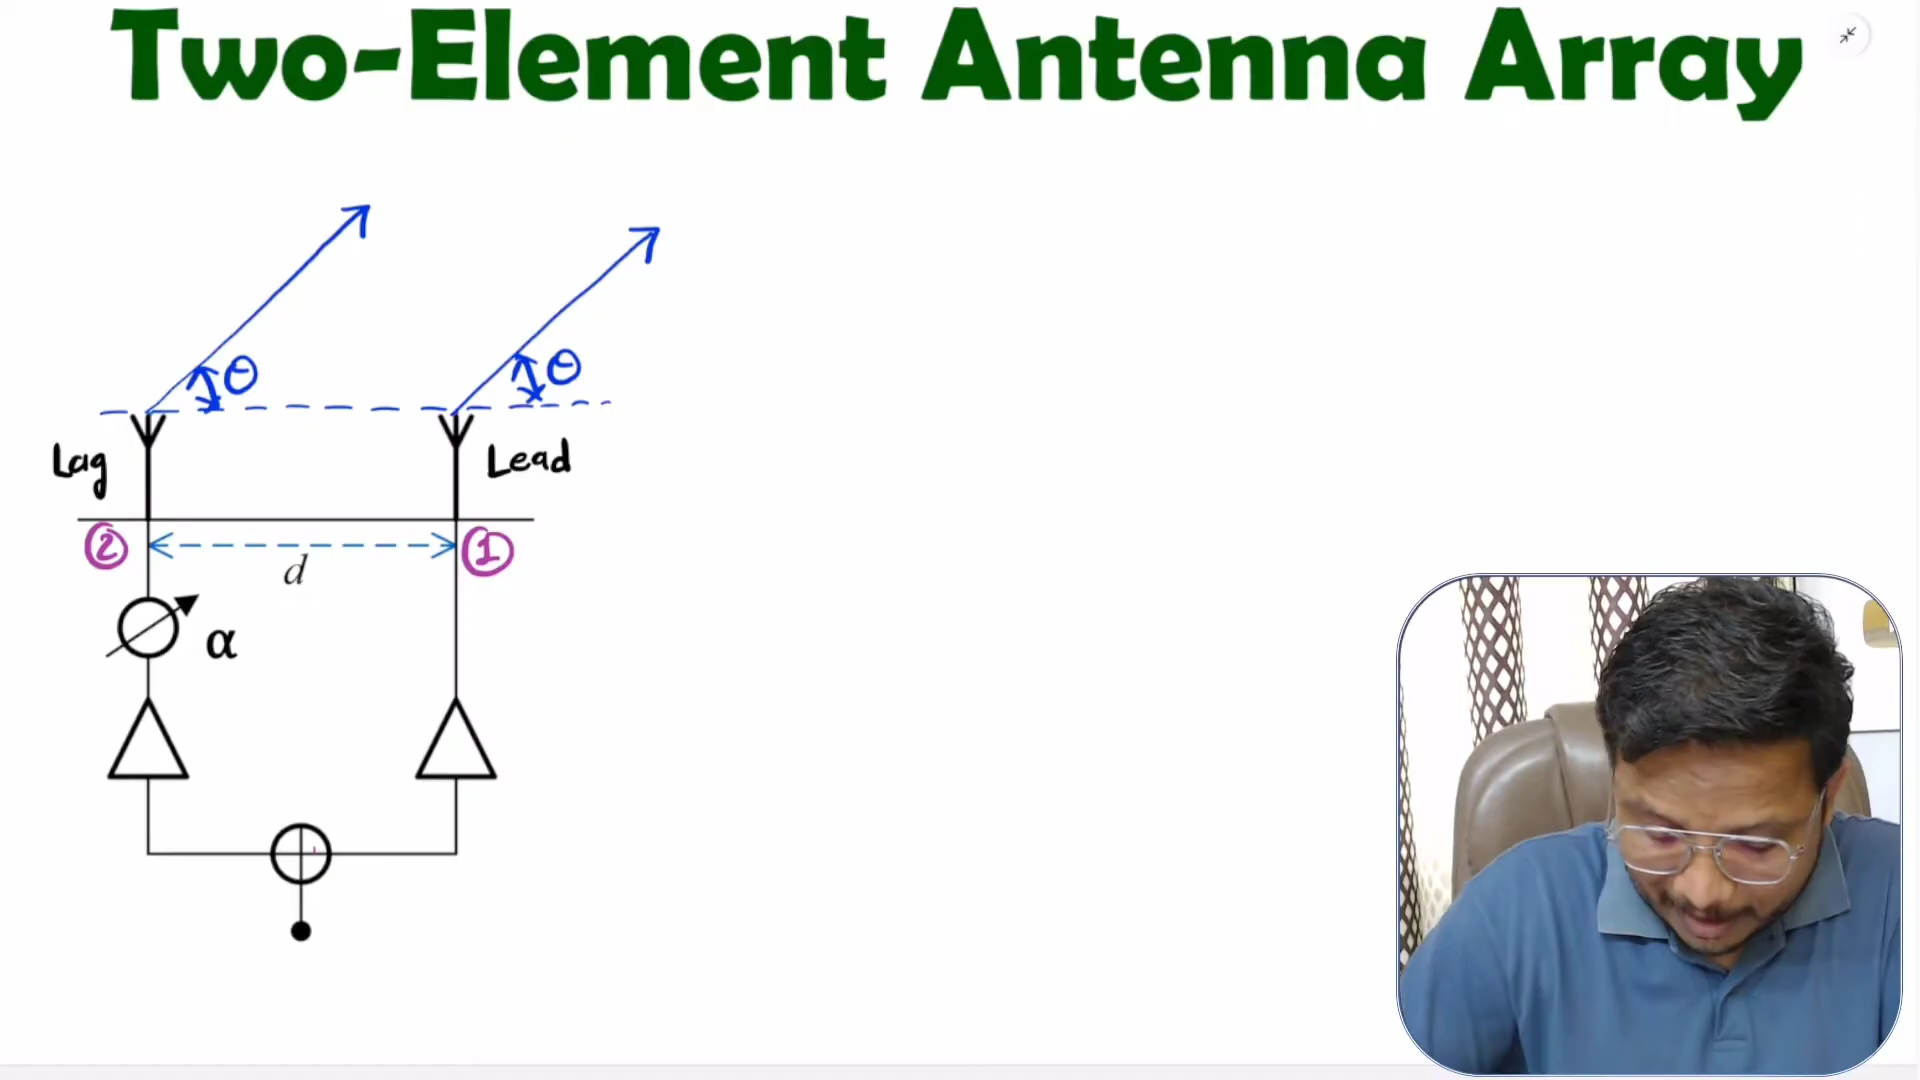 Two-Element Antenna Array
θ θ
Lag Lead
② ①
d
α